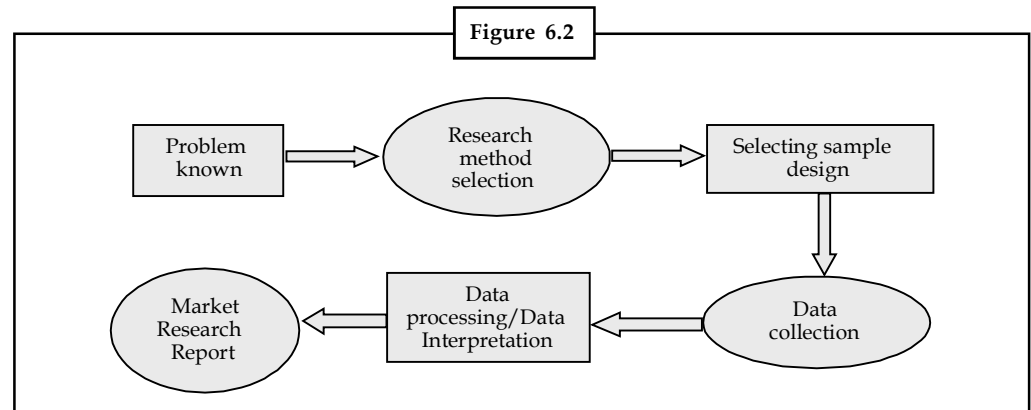 Figure 6.2
Problem
known
Research
method
selection
Selecting sample
design
Data
collection
Data
processing/Data
Interpretation
Market
Research
Report